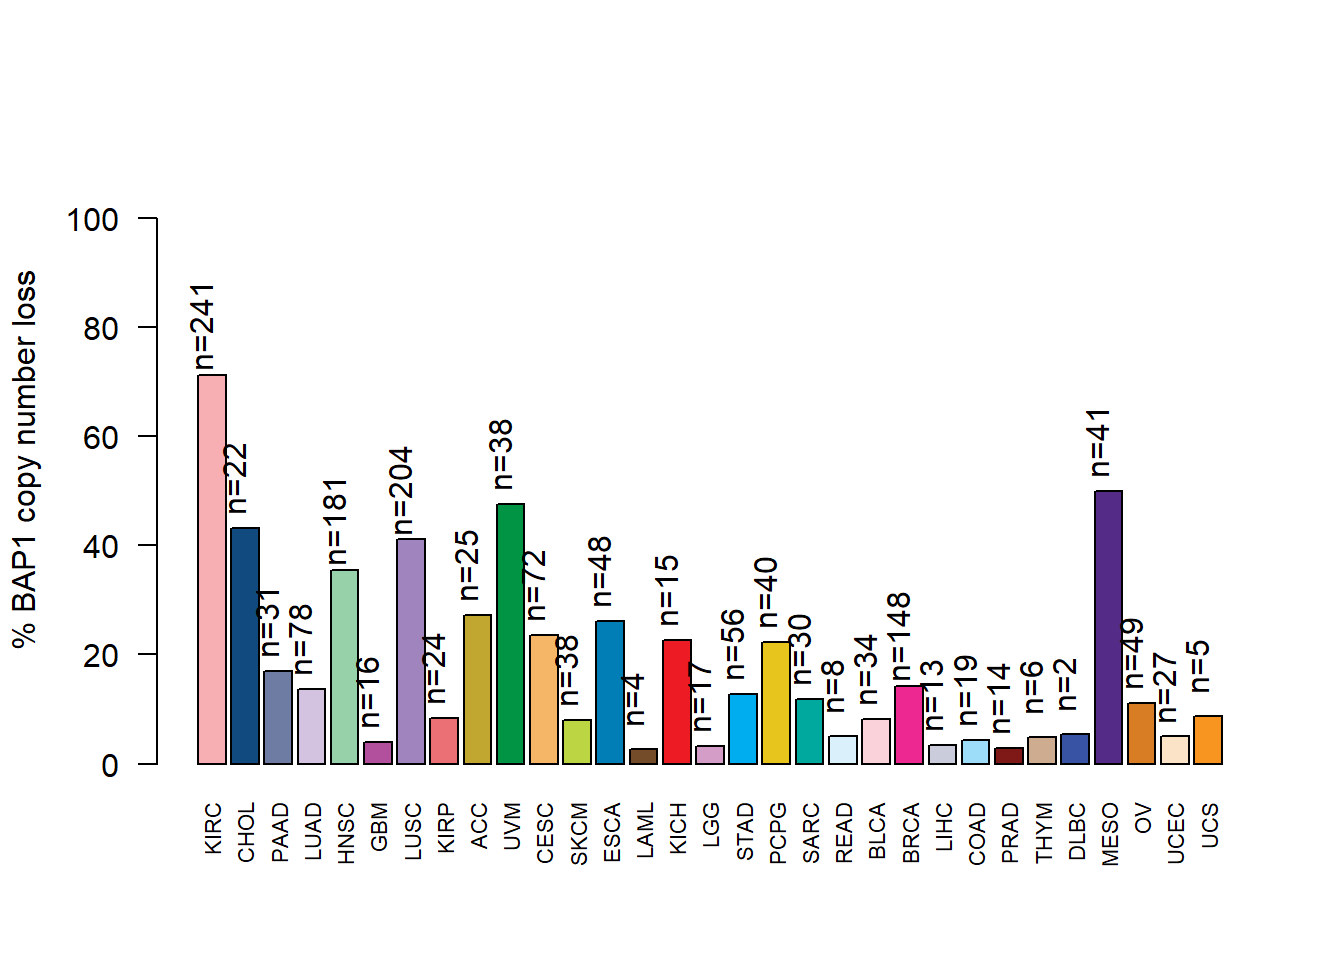 % BAP1 copy number loss
100
80
60
40
20
0
n=241
n=22
n=31
n=78
n=181
n=16
n=204
n=24
n=25
n=38
n=72
n=38
n=48
n=4
n=15
n=17
n=56
n=40
n=30
n=8
n=34
n=148
n=13
n=19
n=14
n=6
n=2
n=41
n=49
n=27
n=5
KIRC
CHOL
PAAD
LUAD
HNSC
GBM
LUSC
KIRP
ACC
UVM
CESC
SKCM
ESCA
LAML
KICH
LGG
STAD
PCPG
SARC
READ
BLCA
BRCA
LIHC
COAD
PRAD
THYM
DLBC
MESO
OV
UCEC
UCS